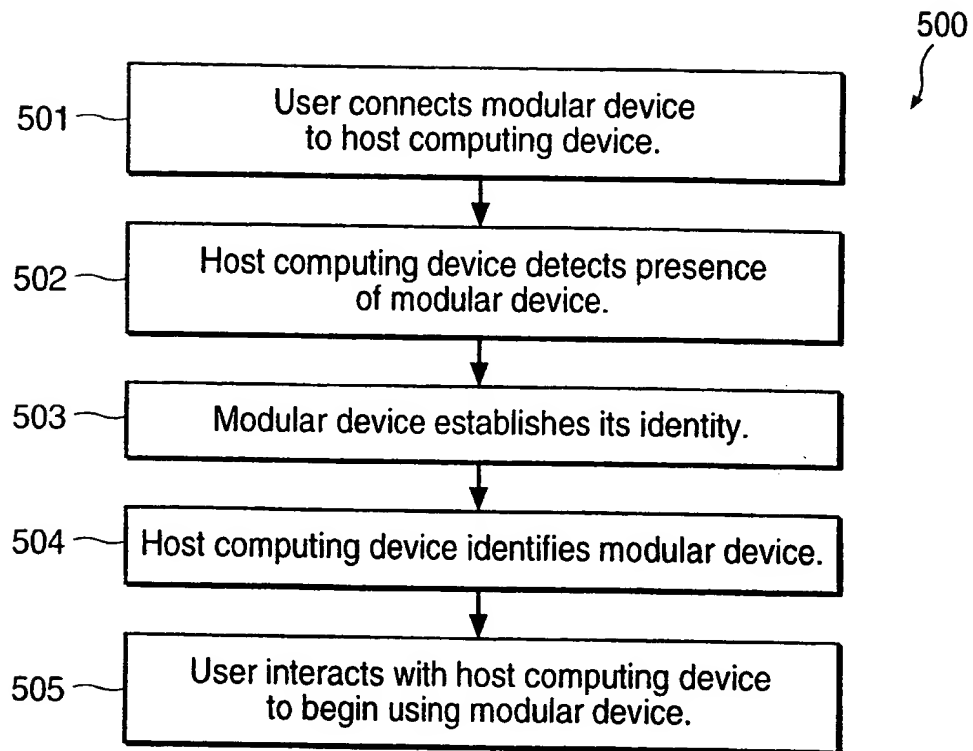 500
501
User connects modular device
to host computing device.
502
Host computing device detects presence
of modular device.
503
Modular device establishes its identity.
504
Host computing device identifies modular device.
505
User interacts with host computing device
to begin using modular device.